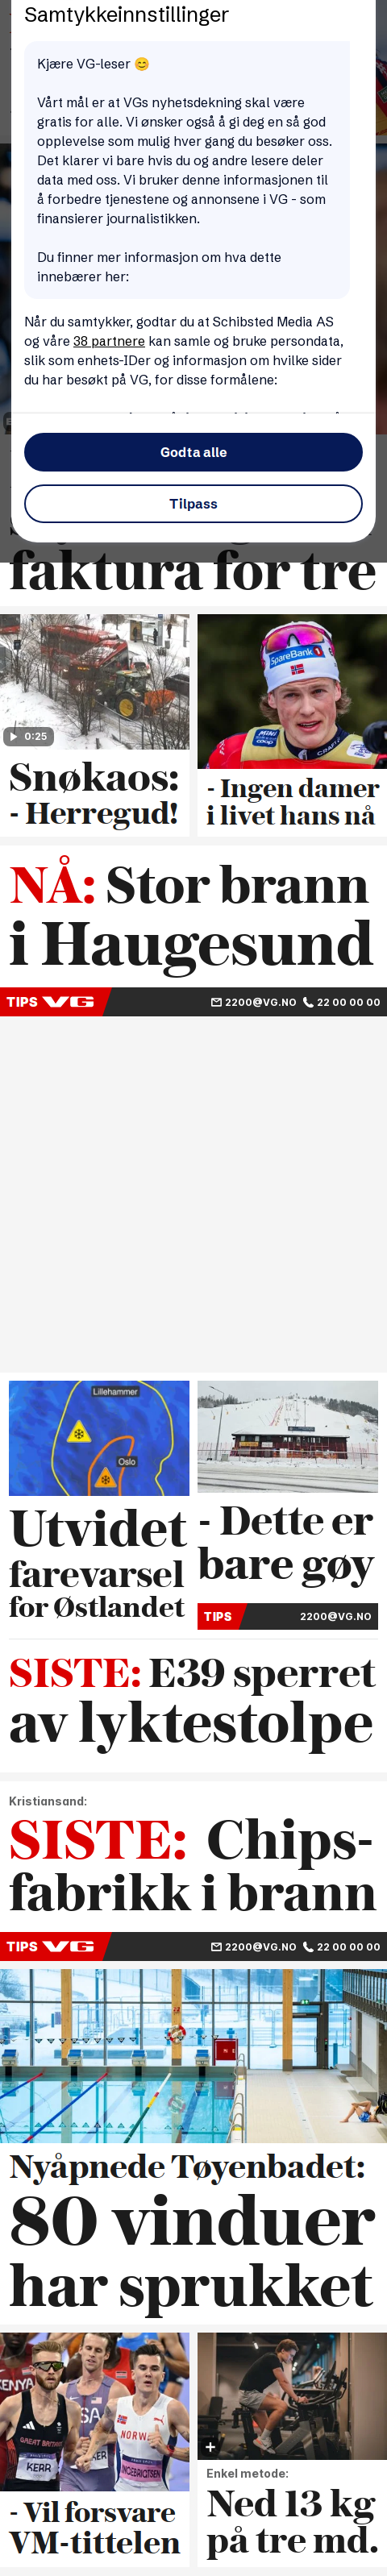 Samtykkeinnstillinger
Kjære VG-leser 😊
Vårt mål er at VGs nyhetsdekning skal være
gratis for alle. Vi ønsker også å gi deg en så god
opplevelse som mulig hver gang du besøker oss.
Det klarer vi bare hvis du og andre lesere deler
data med oss. Vi bruker denne informasjonen til
å forbedre tjenestene og annonsene i VG - som
finansierer journalistikken.
Du finner mer informasjon om hva dette
innebærer her:
Når du samtykker, godtar du at Schibsted Media AS
og våre 38 partnere kan samle og bruke persondata,
slik som enhets-IDer og informasjon om hvilke sider
du har besøkt på VG, for disse formålene:
Godta alle
Tilpass
faktura for tre
0:25
SpareBank 1
MINI
coop
Snøkaos:
- Herregud!
- Ingen damer
i livet hans nå
NÅ: Stor brann
i Haugesund
TIPS VG 2200@VG.NO 22 00 00 00
Lillehammer
Oslo
Utvidet
farevarsel
for Østlandet
- Dette er
bare gøy
TIPS 2200@VG.NO
SISTE: E39 sperret
av lyktestolpe
Kristiansand:
SISTE: Chips-
fabrikk i brann
TIPS VG 2200@VG.NO 22 00 00 00
Nyåpnede Tøyenbadet:
80 vinduer
har sprukket
GREAT BRITAIN
KERR
NORW
INGEBRIGTSEN
- Vil forsvare
VM-tittelen
Enkel metode:
Ned 13 kg
på tre md.